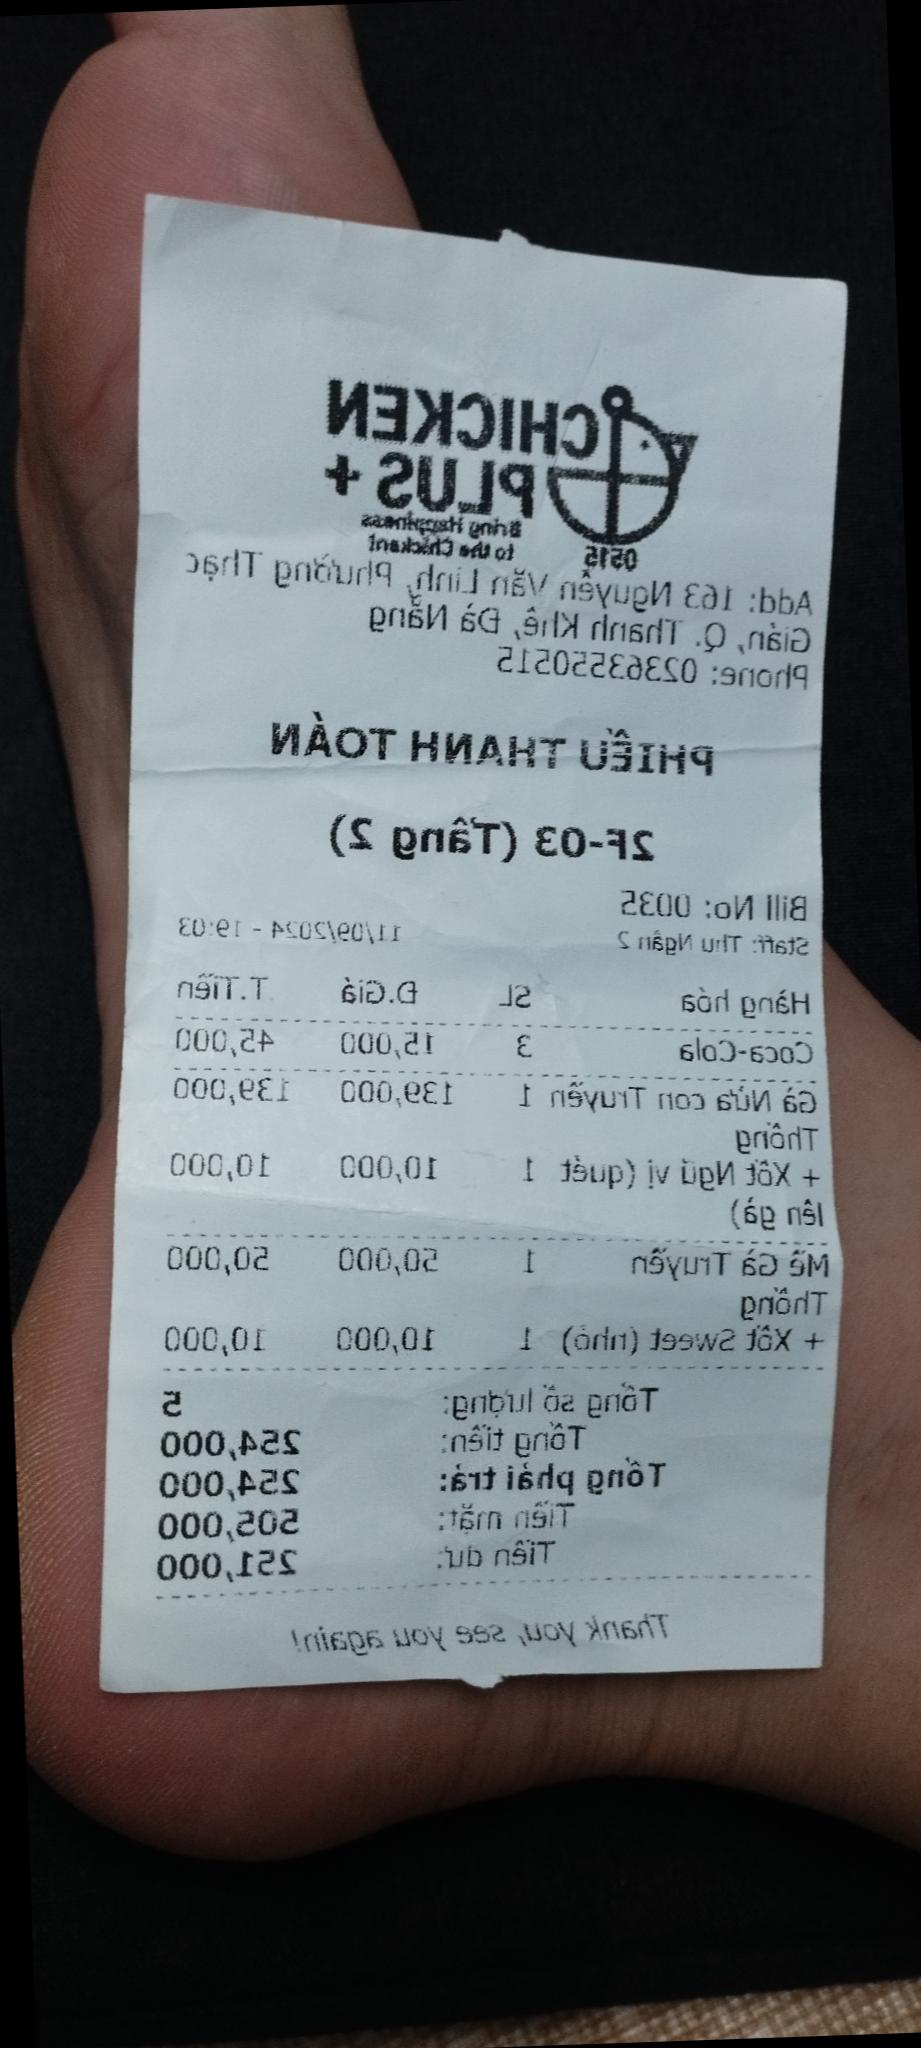 CHICKEN
PLUS +
Bring Happiness
to the Chicken!
0515
Add: 163 Nguyễn Văn Linh, Phường Thạc
Gián, Q. Thanh Khê, Đà Nẵng
Phone: 02363550515
PHIẾU THANH TOÁN
2F-03 (Tầng 2)
Bill No: 0035
Staff: Thu Ngân 2 11/09/2024 - 19:03
Hàng hóa SL Đ.Giá T.Tiền
Coca-Cola 3 15,000 45,000
Gà Nửa con Truyền 1 139,000 139,000
Thống
+ Xốt Ngũ vị (quét 1 10,000 10,000
lên gà)
Mề Gà Truyền 1 50,000 50,000
Thống
+ Xốt Sweet (nhỏ) 1 10,000 10,000
Tổng số lượng: 5
Tổng tiền: 254,000
Tổng phải trả: 254,000
Tiền mặt: 505,000
Tiền dư: 251,000
Thank you, see you again!